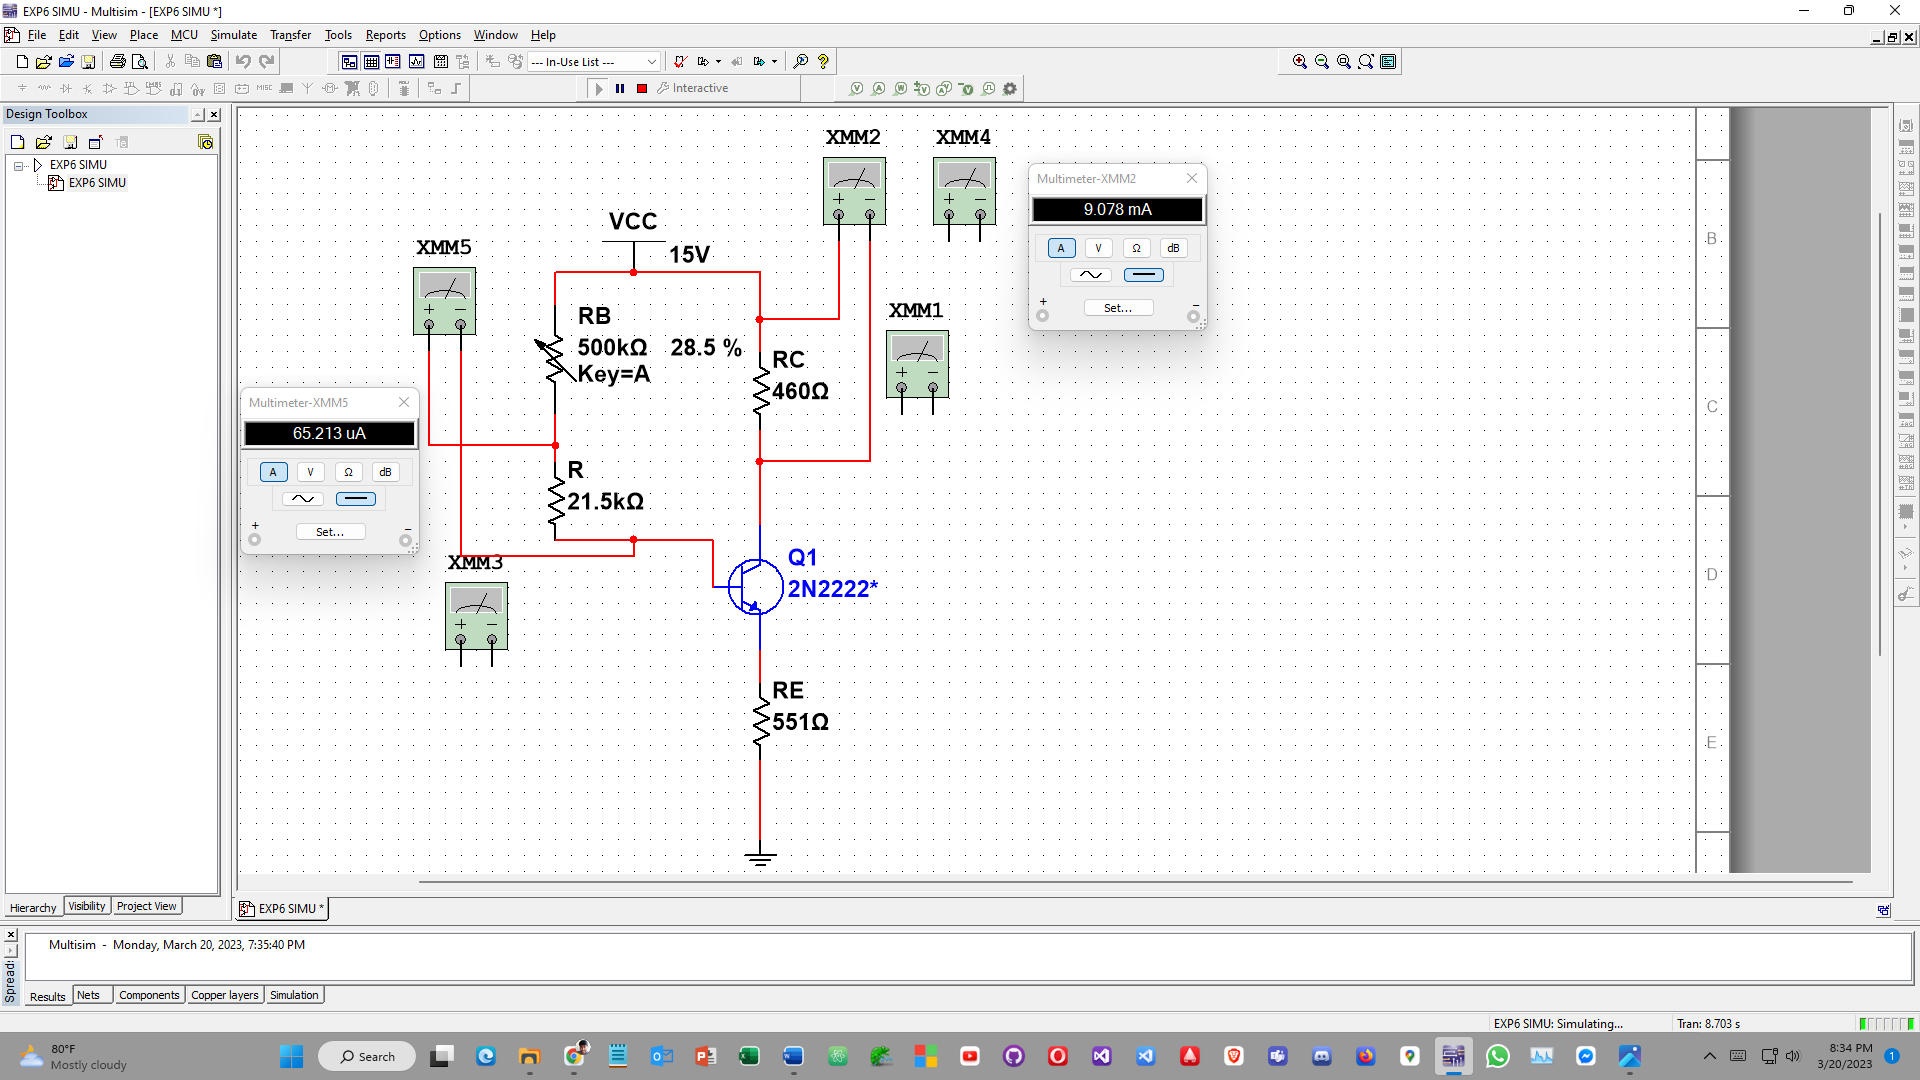 EXP6 SIMU - Multisim - [EXP6 SIMU *]
File Edit View Place MCU Simulate Transfer Tools Reports Options Window Help
--- In-Use List ---
Interactive
Design Toolbox
EXP6 SIMU
EXP6 SIMU
XMM2 XMM4
Multimeter-XMM2
9.078 mA
A V Ω dB
+ −
Set...
VCC
15V
XMM5
XMM1
RB
500kΩ 28.5 %
Key=A
RC
460Ω
Multimeter-XMM5
65.213 uA
A V Ω dB
+ −
Set...
R
21.5kΩ
XMM3
Q1
2N2222*
RE
551Ω
B
C
D
E
Hierarchy Visibility Project View
EXP6 SIMU *
Multisim - Monday, March 20, 2023, 7:35:40 PM
Results Nets Components Copper layers Simulation
EXP6 SIMU: Simulating... Tran: 8.703 s
80°F
Mostly cloudy
Search
8:34 PM
3/20/2023
1